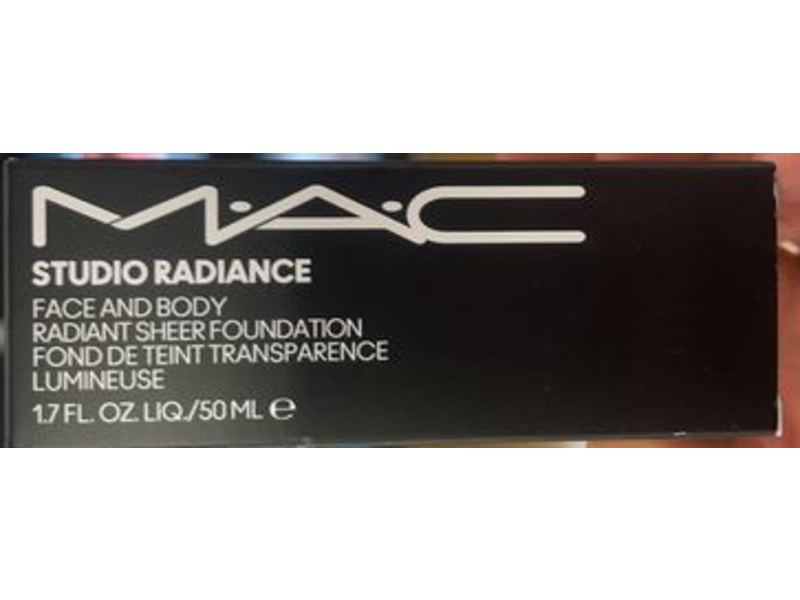 M·A·C
STUDIO RADIANCE
FACE AND BODY
RADIANT SHEER FOUNDATION
FOND DE TEINT TRANSPARENCE
LUMINEUSE
1.7 FL. OZ. LIQ./50 ML ℮